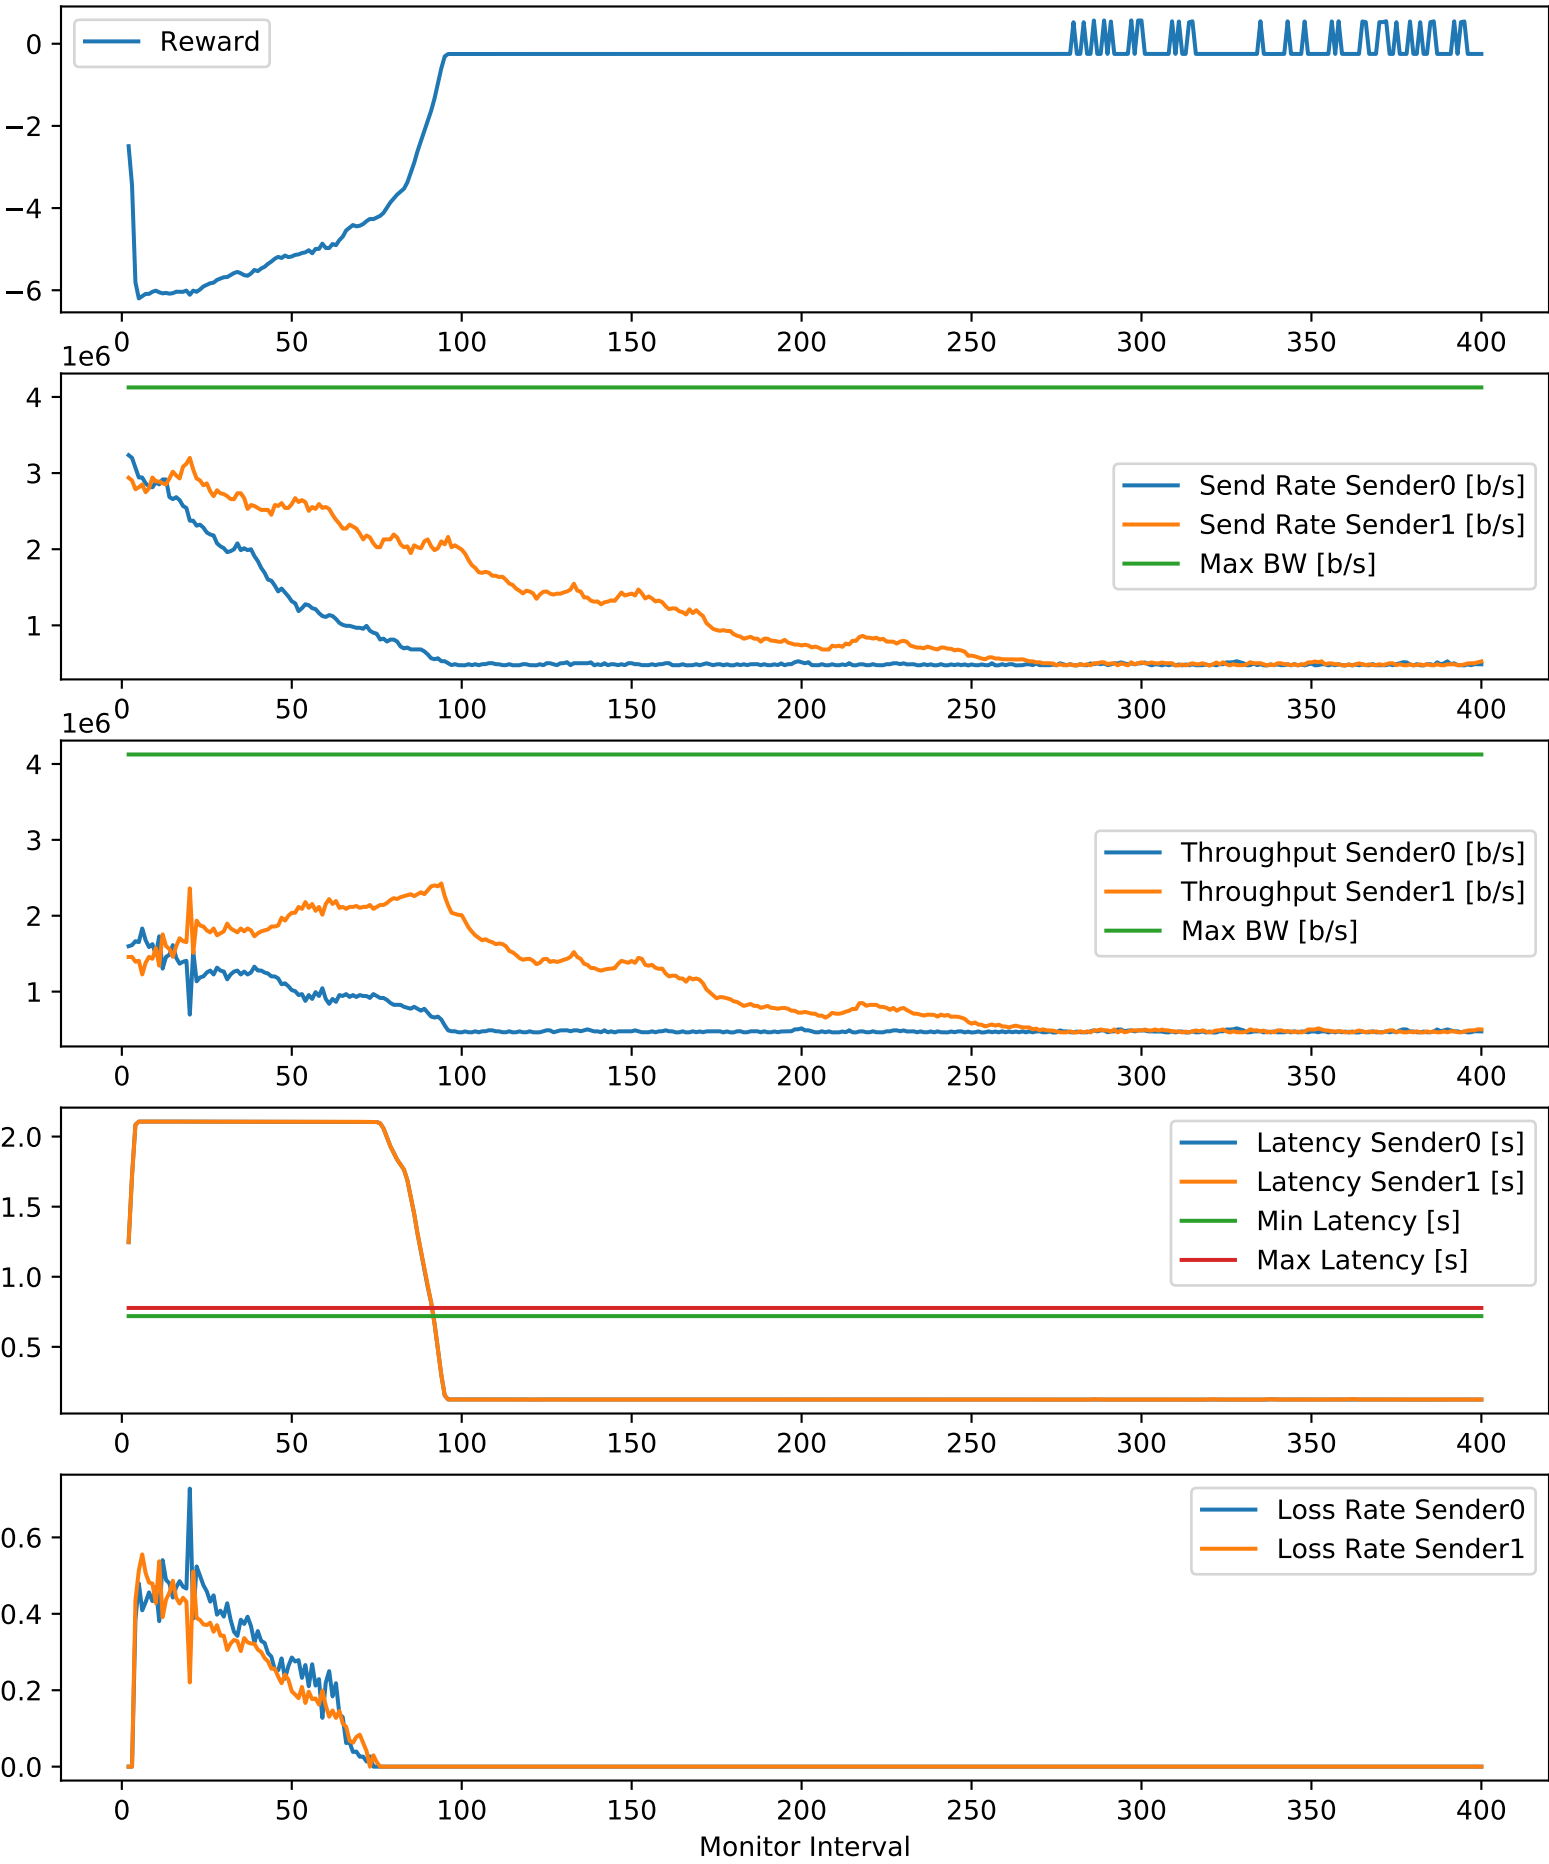 Reward
0
−2
−4
−6
0 50 100 150 200 250 300 350 400
1e6
4
3
2
1
Send Rate Sender0 [b/s]
Send Rate Sender1 [b/s]
Max BW [b/s]
0 50 100 150 200 250 300 350 400
1e6
4
3
2
1
Throughput Sender0 [b/s]
Throughput Sender1 [b/s]
Max BW [b/s]
0 50 100 150 200 250 300 350 400
2.0
1.5
1.0
0.5
Latency Sender0 [s]
Latency Sender1 [s]
Min Latency [s]
Max Latency [s]
0 50 100 150 200 250 300 350 400
0.6
0.4
0.2
0.0
Loss Rate Sender0
Loss Rate Sender1
0 50 100 150 200 250 300 350 400
Monitor Interval